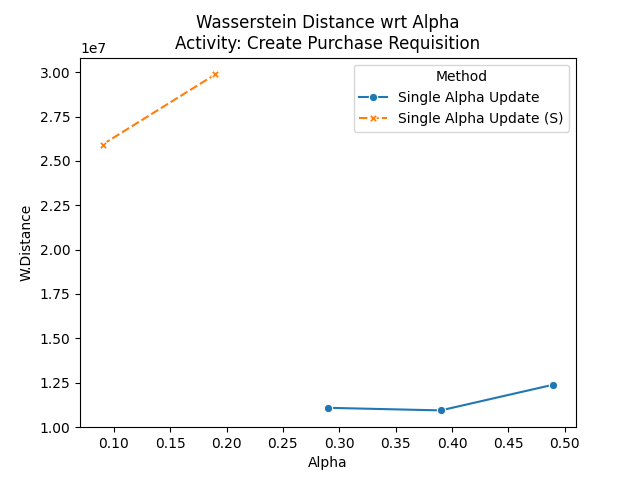 Wasserstein Distance wrt Alpha
Activity: Create Purchase Requisition
1e7
3.00
2.75
2.50
2.25
2.00
1.75
1.50
1.25
1.00
W.Distance
Method
Single Alpha Update
Single Alpha Update (S)
0.10 0.15 0.20 0.25 0.30 0.35 0.40 0.45 0.50
Alpha